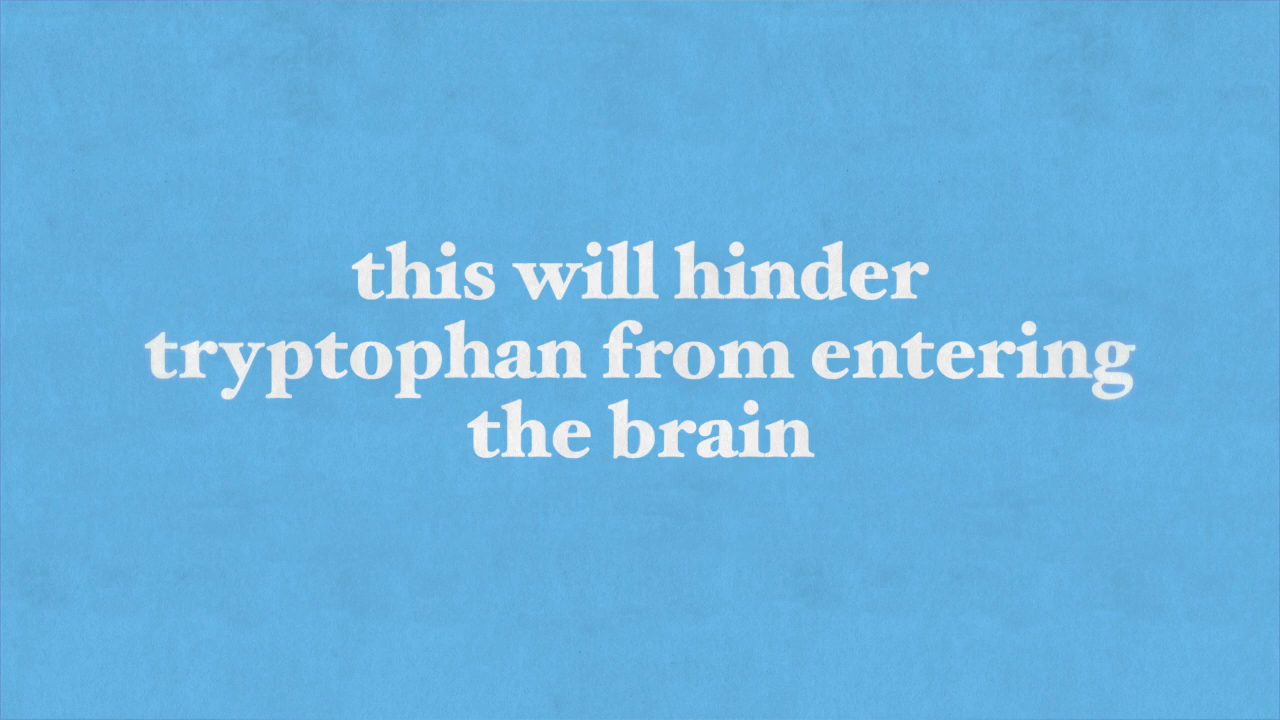 this will hinder
tryptophan from entering
the brain